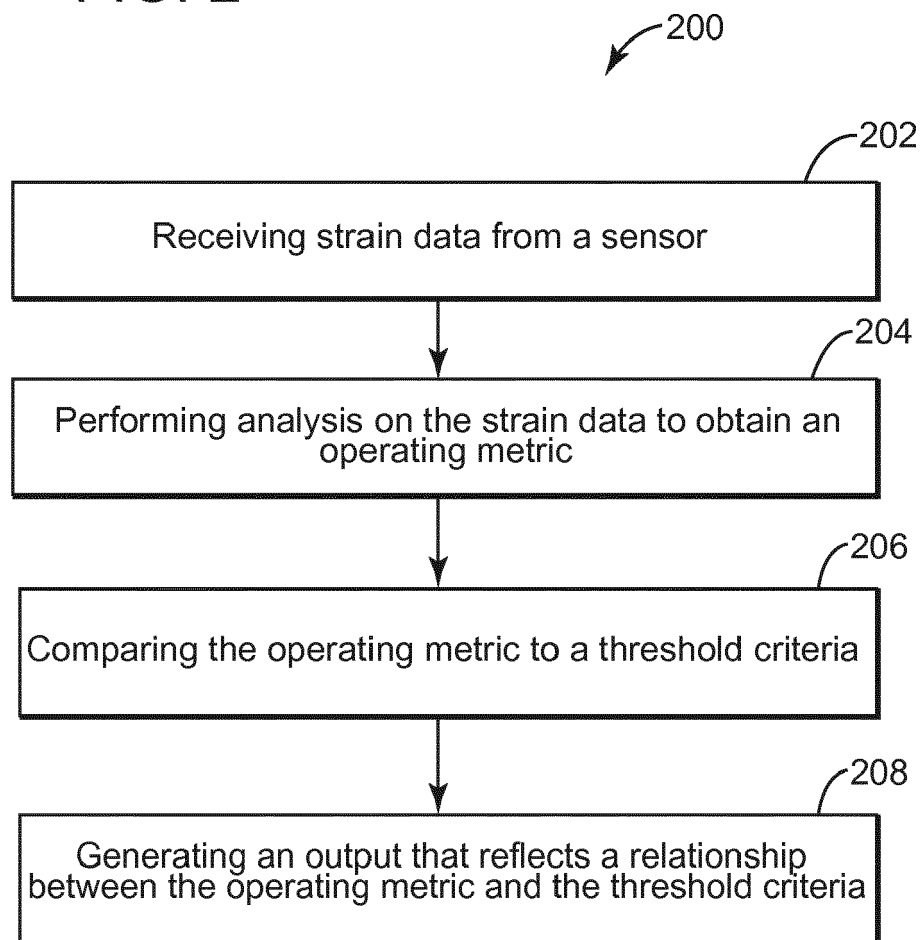 200
202
Receiving strain data from a sensor
204
Performing analysis on the strain data to obtain an
operating metric
206
Comparing the operating metric to a threshold criteria
208
Generating an output that reflects a relationship
between the operating metric and the threshold criteria